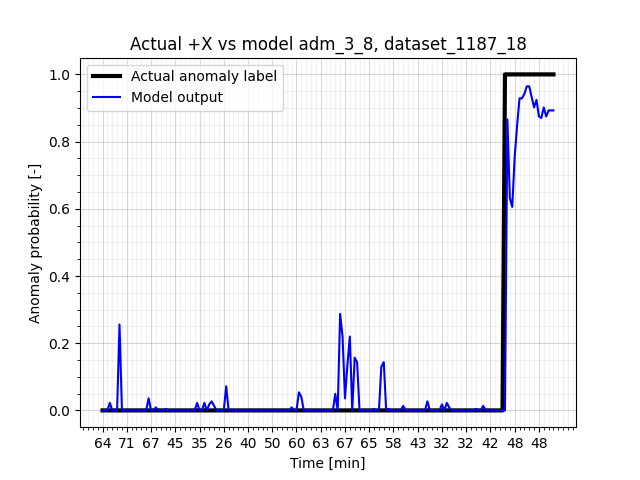 Actual +X vs model adm_3_8, dataset_1187_18
Actual anomaly label
Model output
Anomaly probability [-]
1.0
0.8
0.6
0.4
0.2
0.0
64 71 67 45 35 26 40 50 60 63 67 65 58 43 32 32 42 48 48
Time [min]